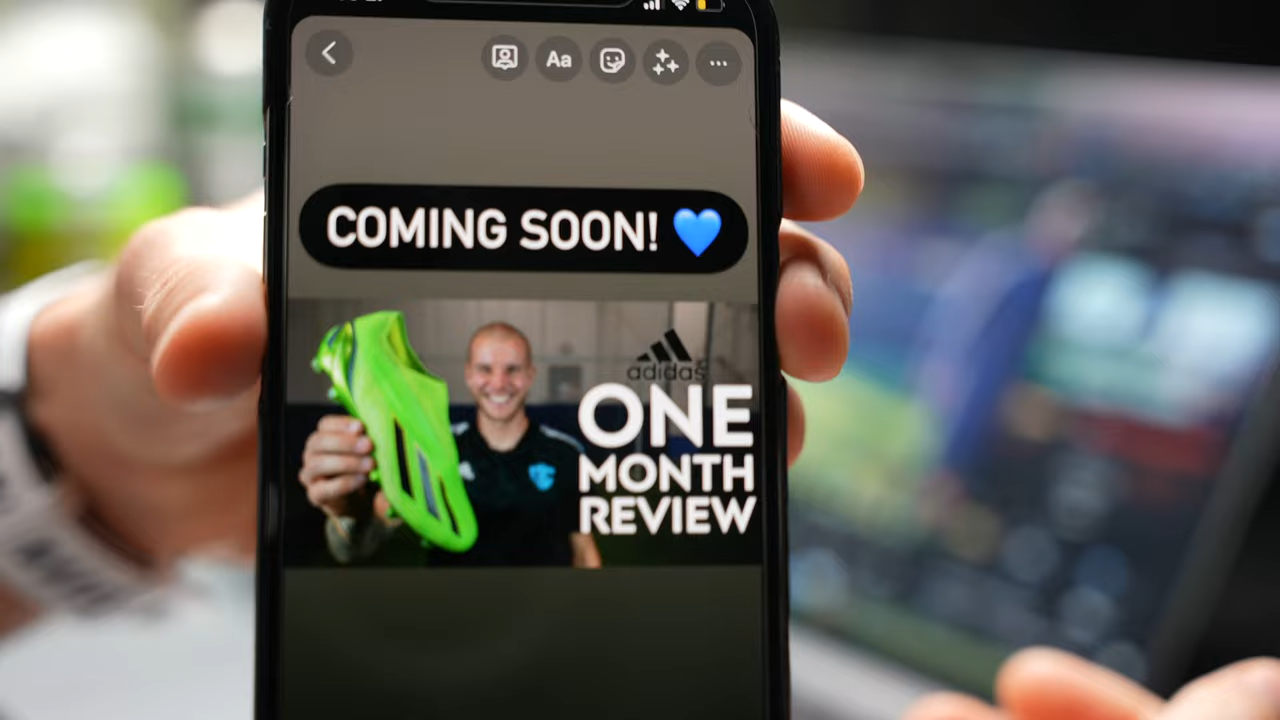 Aa
COMING SOON! 💙
adidas
ONE
MONTH
REVIEW